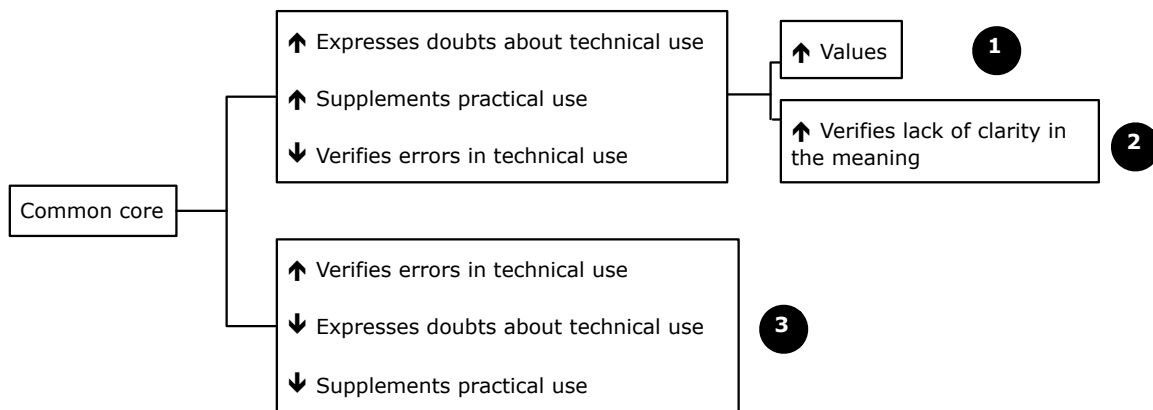 ↑ Expresses doubts about technical use
↑ Supplements practical use
↓ Verifies errors in technical use
↑ Values
1
↑ Verifies lack of clarity in
the meaning
2
Common core
↑ Verifies errors in technical use
↓ Expresses doubts about technical use
↓ Supplements practical use
3